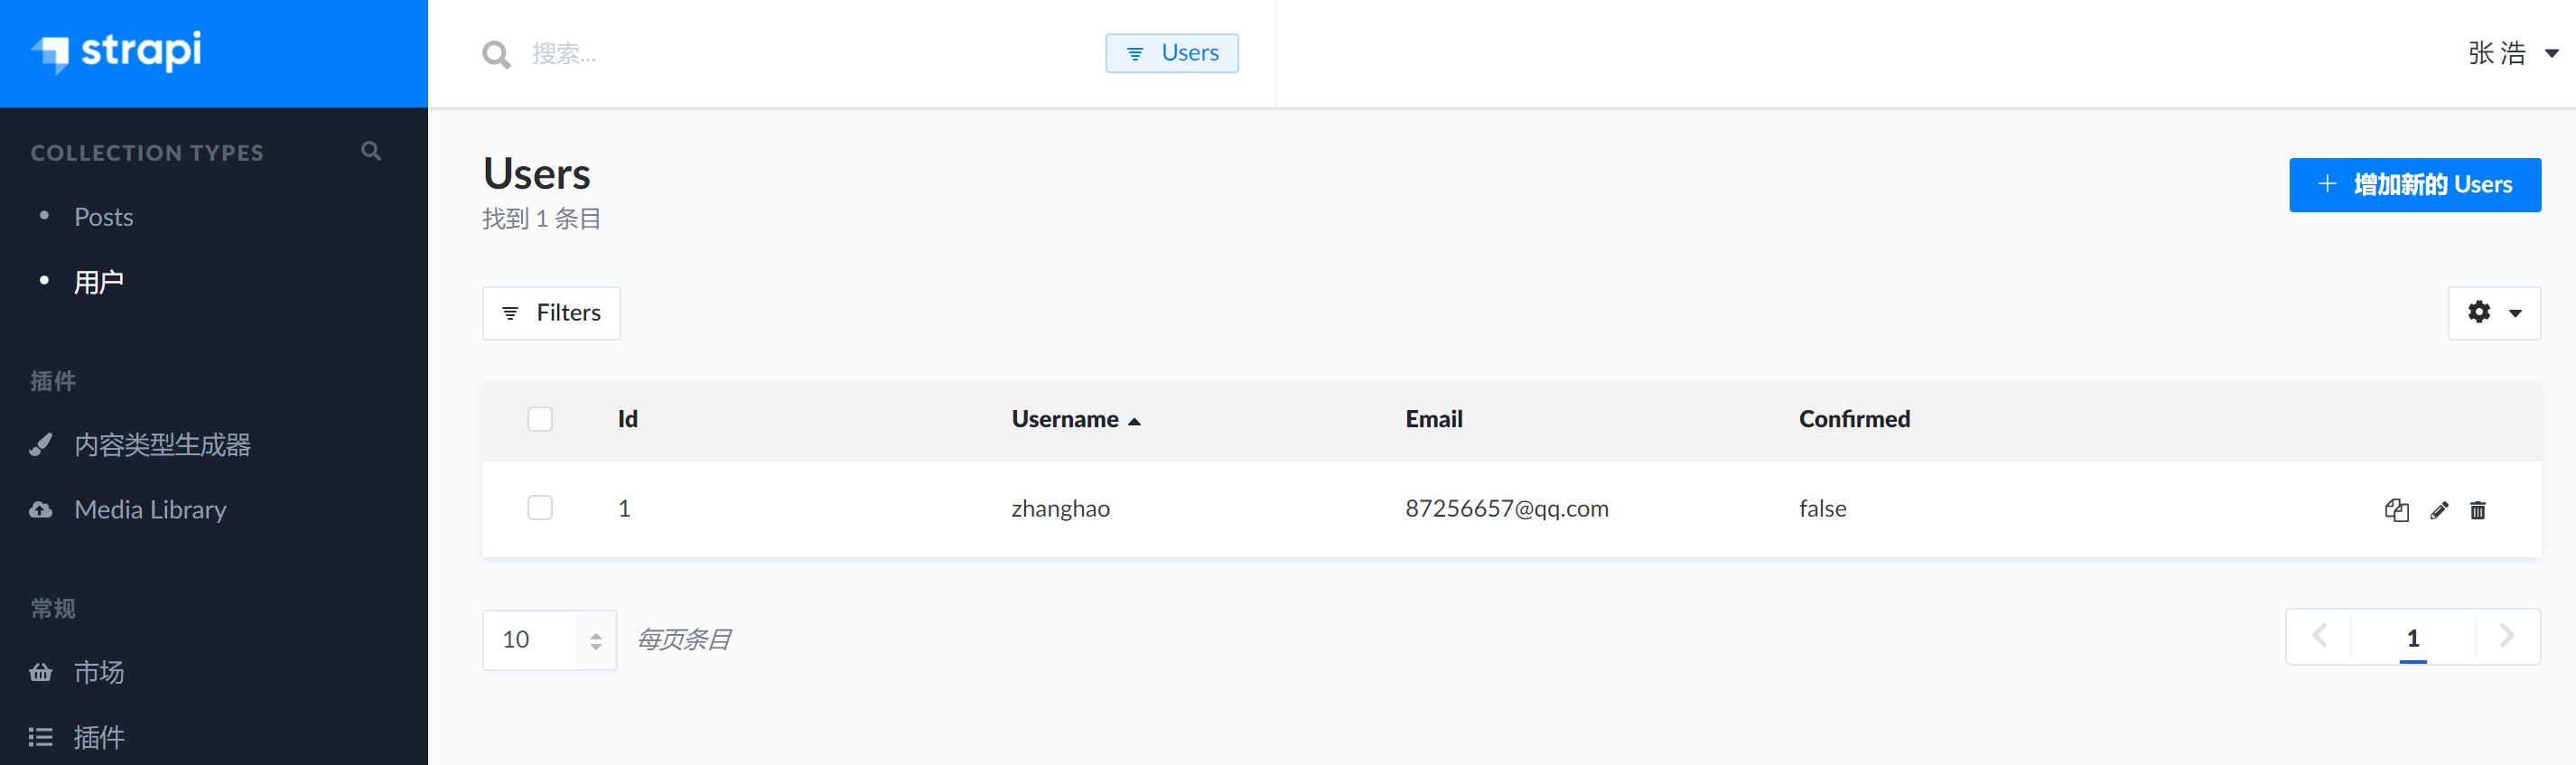 strapi
搜索...
Users
张 浩
COLLECTION TYPES
Posts
用户
插件
内容类型生成器
Media Library
常规
市场
插件
Users
找到 1 条目
增加新的 Users
Filters
Id Username Email Confirmed
1 zhanghao 87256657@qq.com false
10 每页条目
1